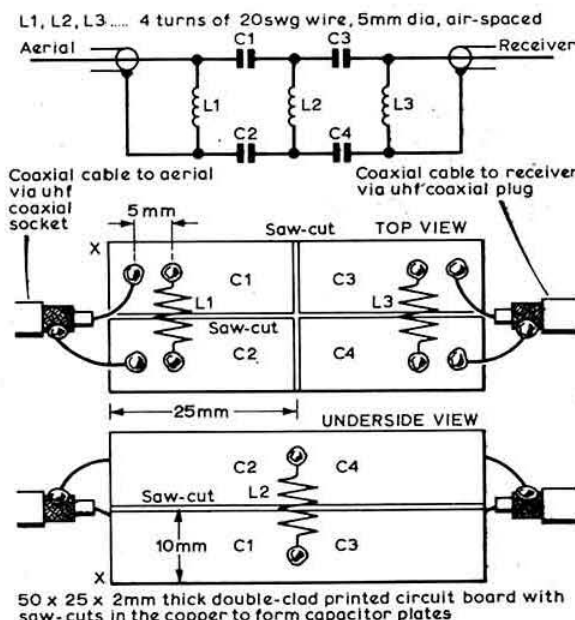 L1, L2, L3..... 4 turns of 20swg wire, 5mm dia, air-spaced
Aerial
C1
C3
Receiver
L1
L2
L3
C2
C4
Coaxial cable to aerial
via uhf
coaxial
socket
Coaxial cable to receiver
via uhf coaxial plug
5mm
Saw-cut
TOP VIEW
X
C1
C3
L1
L3
Saw-cut
C2
C4
25mm
UNDERSIDE VIEW
C2
C4
Saw-cut
L2
10mm
C1
C3
X
50 x 25 x 2mm thick double-clad printed circuit board with
saw-cuts in the copper to form capacitor plates